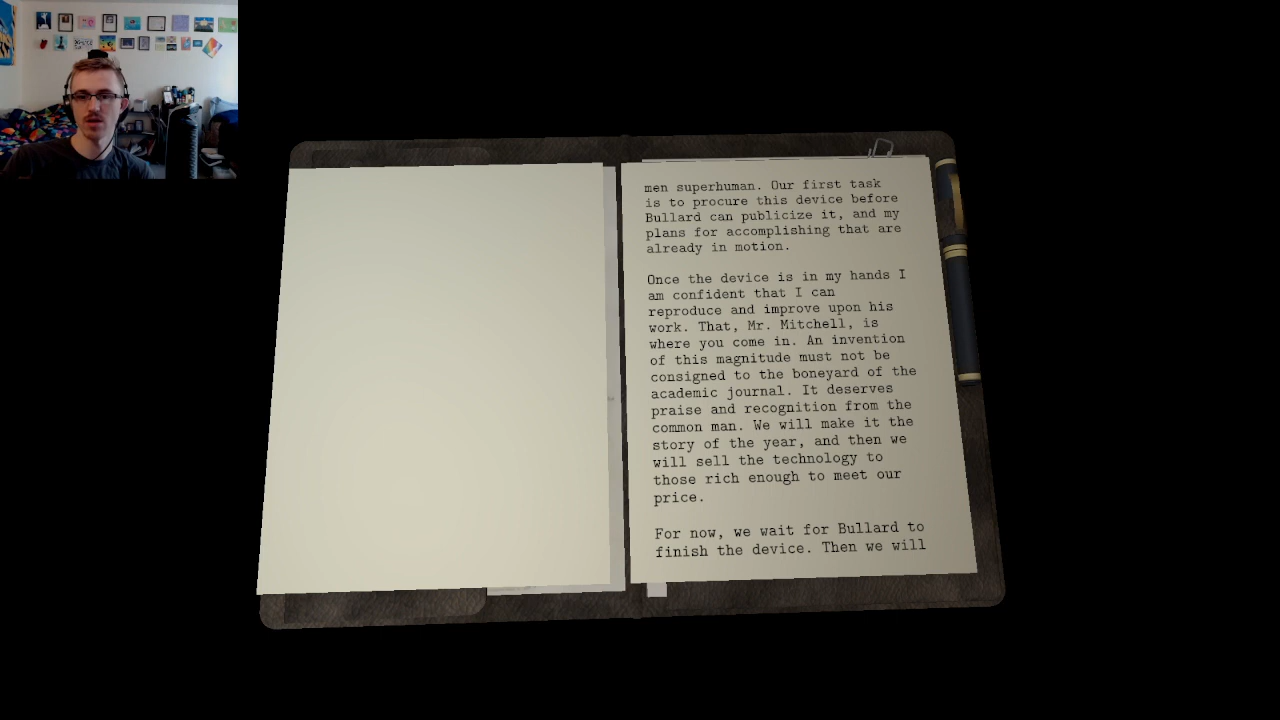 men superhuman. Our first task
is to procure this device before
Bullard can publicize it, and my
plans for accomplishing that are
already in motion.
Once the device is in my hands I
am confident that I can
reproduce and improve upon his
work. That, Mr. Mitchell, is
where you come in. An invention
of this magnitude must not be
consigned to the boneyard of the
academic journal. It deserves
praise and recognition from the
common man. We will make it the
story of the year, and then we
will sell the technology to
those rich enough to meet our
price.
For now, we wait for Bullard to
finish the device. Then we will